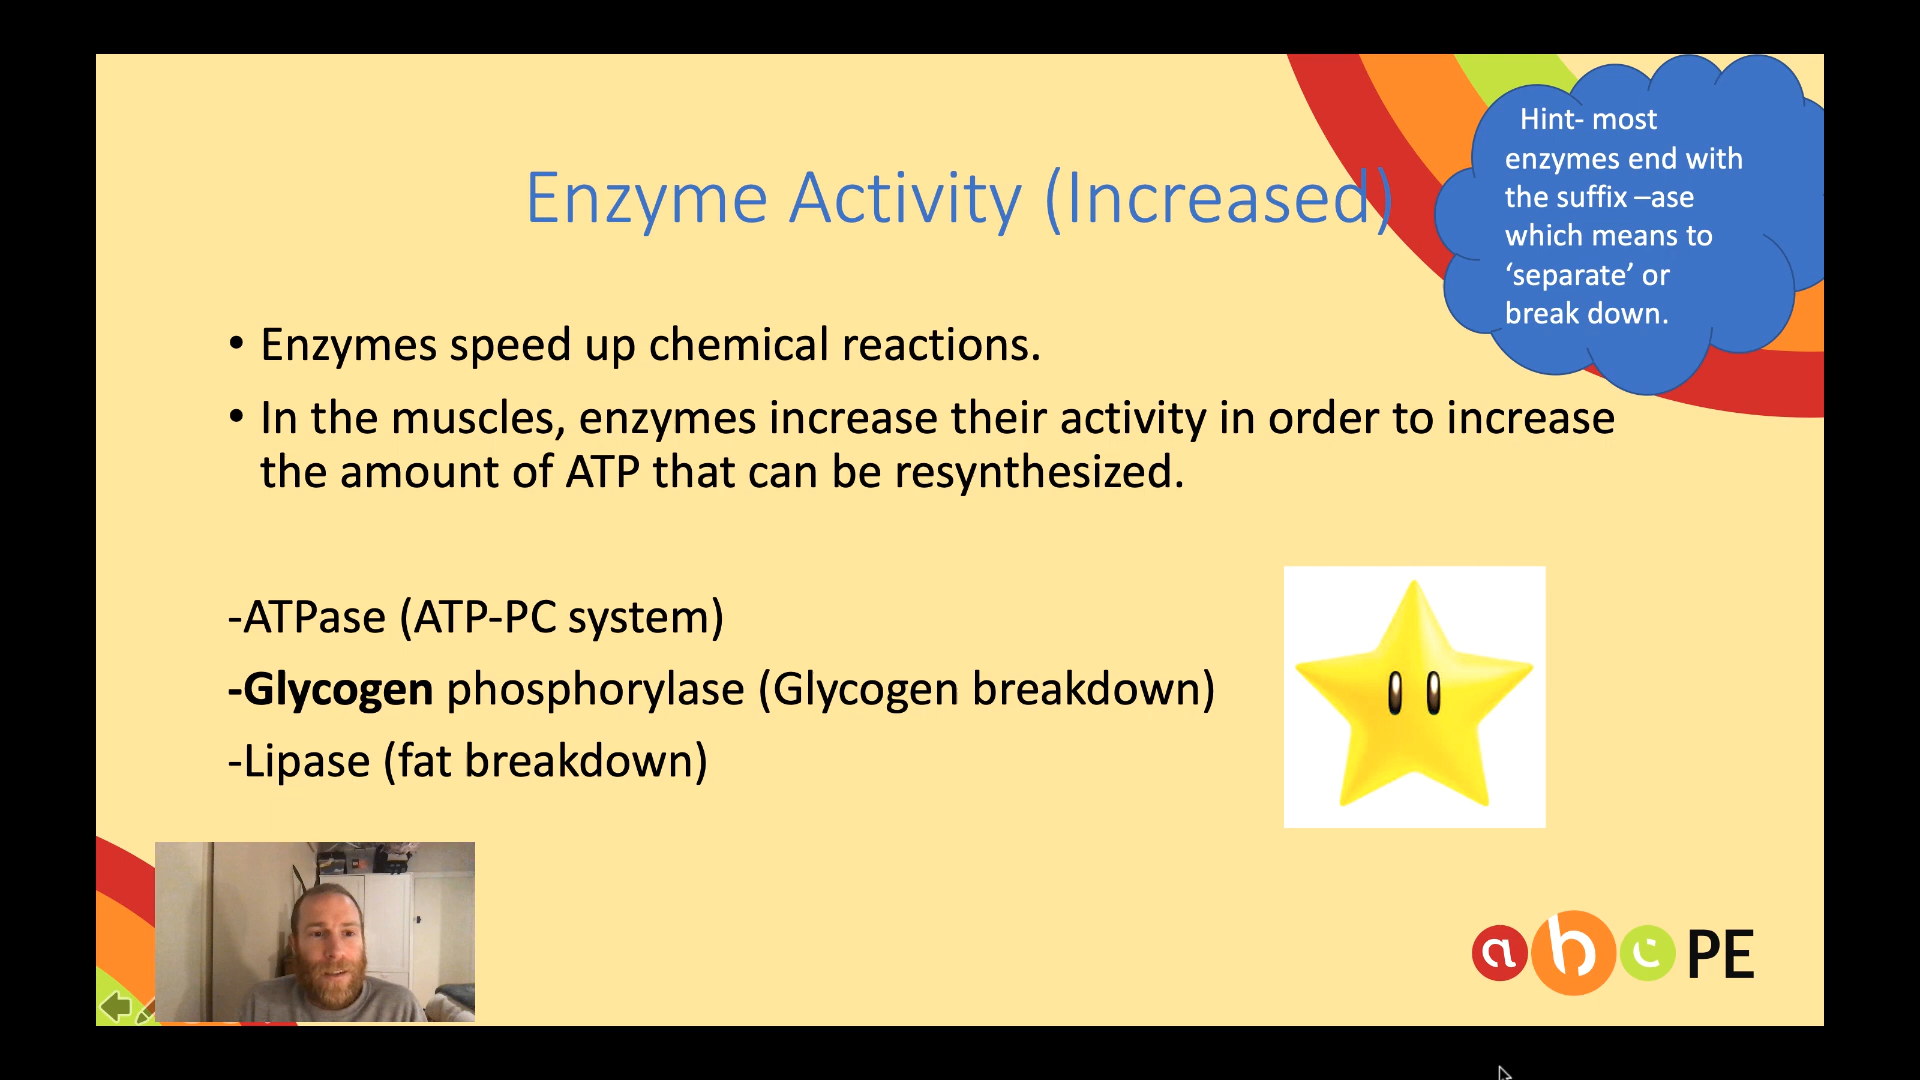 Hint- most
enzymes end with
the suffix –ase
which means to
‘separate’ or
break down.
Enzyme Activity (Increased)
• Enzymes speed up chemical reactions.
• In the muscles, enzymes increase their activity in order to increase
the amount of ATP that can be resynthesized.
-ATPase (ATP-PC system)
-Glycogen phosphorylase (Glycogen breakdown)
-Lipase (fat breakdown)
abc PE